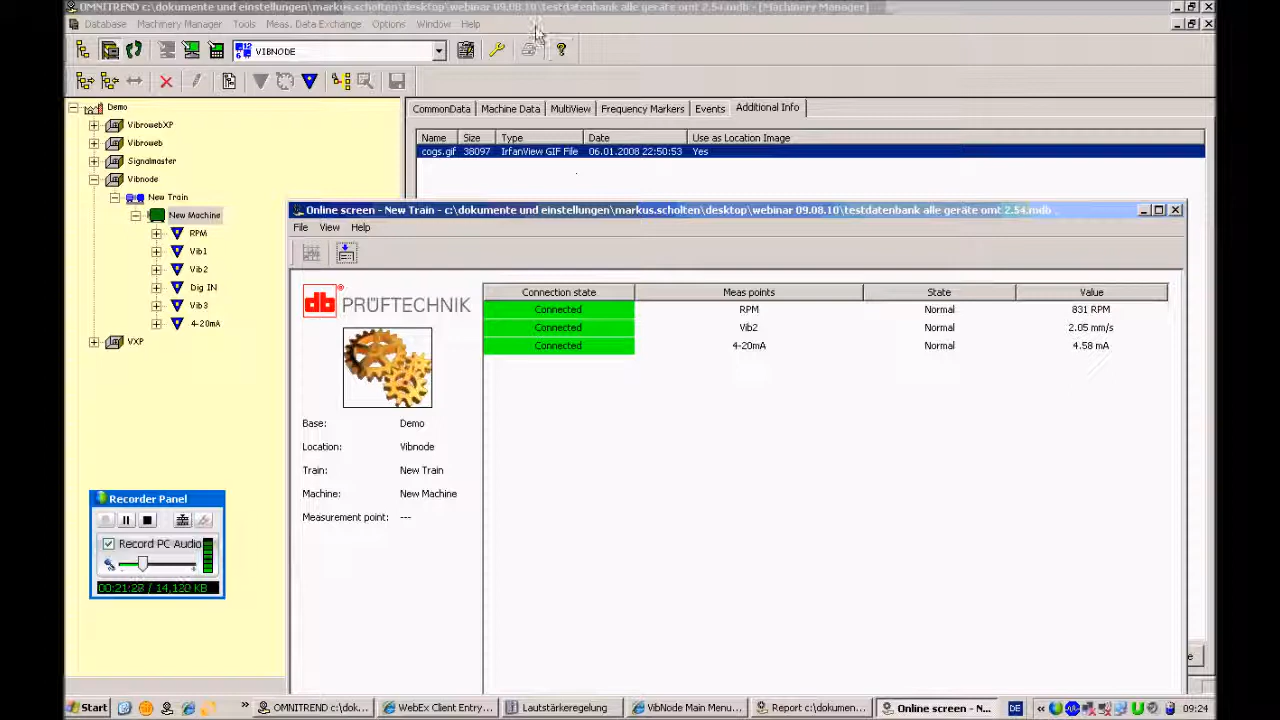 OMNITREND c:\dokumente und einstellungen\markus.scholten\desktop\webinar 09.08.10\testdatenbank alle geräte omt 2.54.mdb - [Machinery Manager]
Database Machinery Manager Tools Meas. Data Exchange Options Window Help
VIBNODE
Demo
VibrowebXP
Vibroweb
Signalmaster
Vibnode
New Train
New Machine
RPM
Vib1
Vib2
Dig IN
Vib3
4-20mA
VXP
CommonData Machine Data MultiView Frequency Markers Events Additional Info
Name Size Type Date Use as Location Image
cogs.gif 38097 IrfanView GIF File 06.01.2008 22:50:53 Yes
Online screen - New Train - c:\dokumente und einstellungen\markus.scholten\desktop\webinar 09.08.10\testdatenbank alle geräte omt 2.54.mdb
File View Help
db® PRÜFTECHNIK
Connection state Meas points State Value
Connected RPM Normal 831 RPM
Connected Vib2 Normal 2.05 mm/s
Connected 4-20mA Normal 4.58 mA
Base: Demo
Location: Vibnode
Train: New Train
Machine: New Machine
Measurement point: ---
Recorder Panel
Record PC Audio
00:21:20 / 14,120 KB
Start
OMNITREND c:\dok... WebEx Client Entry... Lautstärkeregelung VibNode Main Menu... Report c:\dokumen... Online screen - N... DE 09:24